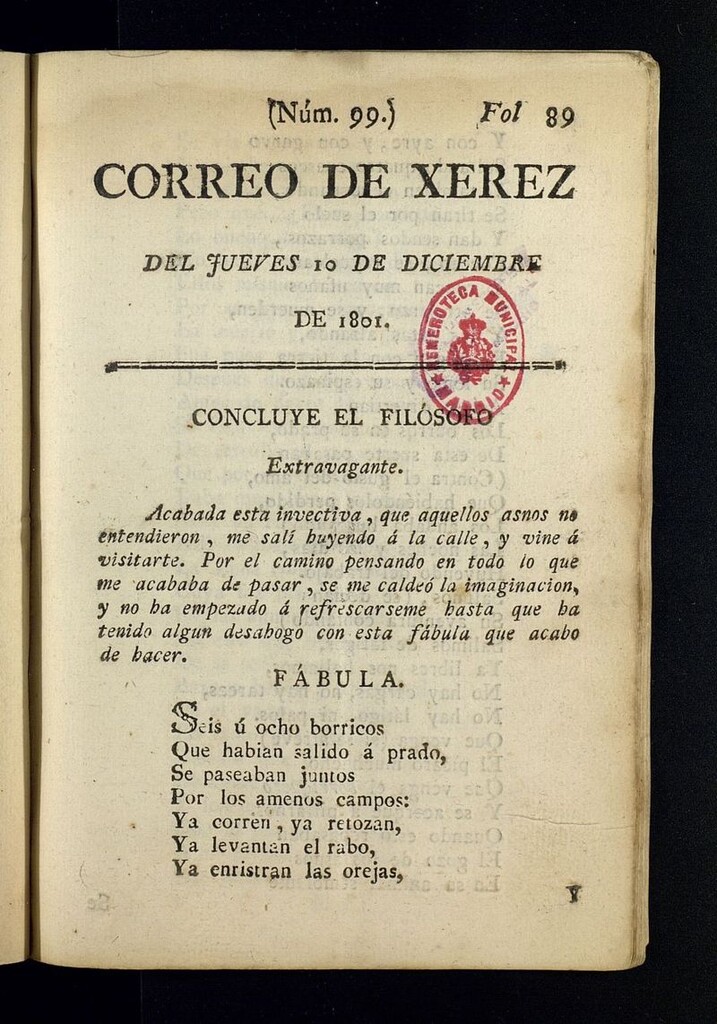 (Núm. 99.) Fol 89
CORREO DE XEREZ
DEL JUEVES 10 DE DICIEMBRE
DE 1801.
HEMEROTECA MUNICIPAL
MADRID
CONCLUYE EL FILÓSOFO
Extravagante.
Acabada esta invectiva, que aquellos asnos no
entendieron, me salí huyendo á la calle, y vine á
visitarte. Por el camino pensando en todo lo que
me acababa de pasar, se me caldeó la imaginacion,
y no ha empezado á refrescarseme hasta que ha
tenido algun desahogo con esta fábula que acabo
de hacer.
FÁBULA.
Seis ú ocho borricos
Que habian salido á prado,
Se paseaban juntos
Por los amenos campos:
Ya corren, ya retozan,
Ya levantan el rabo,
Ya enristran las orejas,
Y